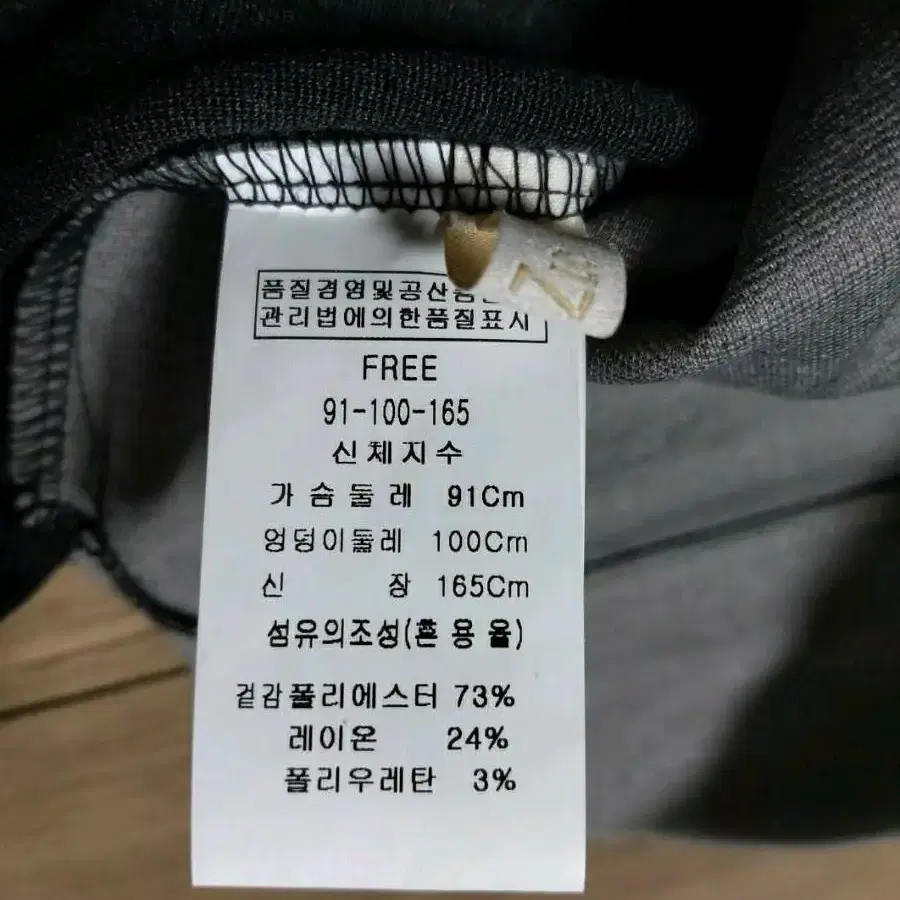 품질경영및공산품
관리법에의한품질표시
FREE
91-100-165
신체지수
가슴둘레 91Cm
엉덩이둘레 100Cm
신 장 165Cm
섬유의조성(혼용율)
겉감 폴리에스터 73%
레이온 24%
폴리우레탄 3%